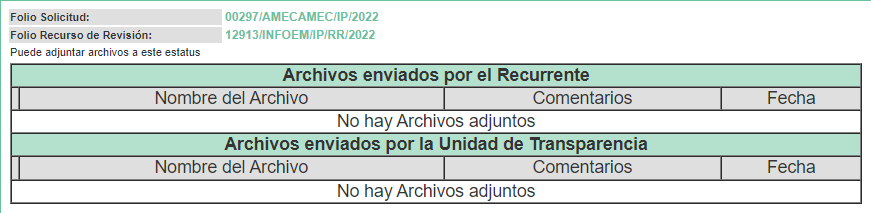 Folio Solicitud: 00297/AMECAMEC/IP/2022
Folio Recurso de Revisión: 12913/INFOEM/IP/RR/2022
Puede adjuntar archivos a este estatus
Archivos enviados por el Recurrente
Nombre del Archivo Comentarios Fecha
No hay Archivos adjuntos
Archivos enviados por la Unidad de Transparencia
Nombre del Archivo Comentarios Fecha
No hay Archivos adjuntos